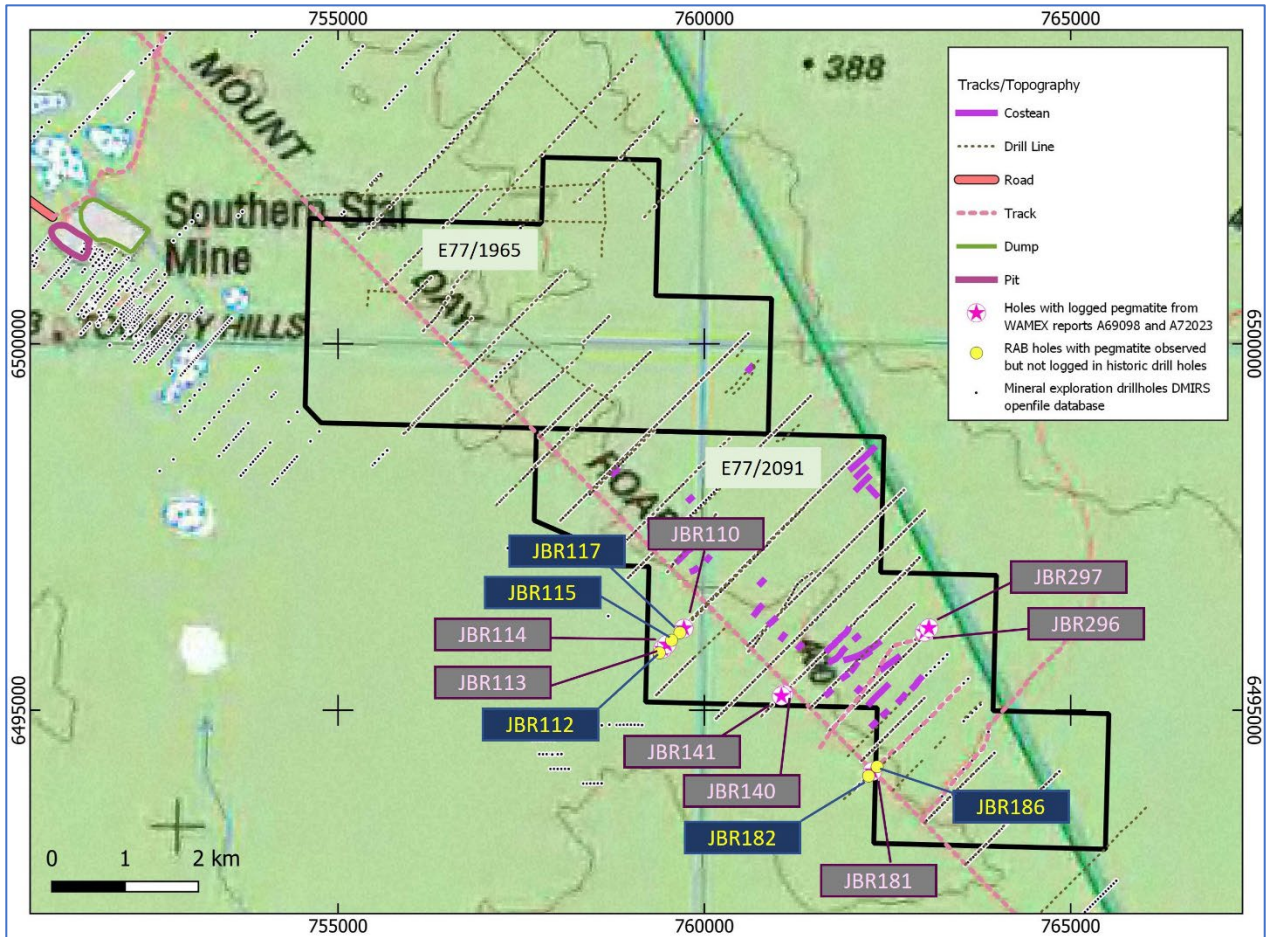 755000
760000
765000
388
MOUNT
DAY
ROAD
Southern Star
Mine
E77/1965
6500000
6500000
E77/2091
JBR117
JBR110
JBR115
JBR297
JBR114
JBR296
JBR113
6495000
6495000
JBR112
JBR141
JBR140
JBR186
JBR182
JBR181
0 1 2 km
755000
760000
765000
Tracks/Topography
Costean
Drill Line
Road
Track
Dump
Pit
Holes with logged pegmatite from
WAMEX reports A69098 and A72023
RAB holes with pegmatite observed
but not logged in historic drill holes
Mineral exploration drillholes DMIRS
openfile database
HILLS